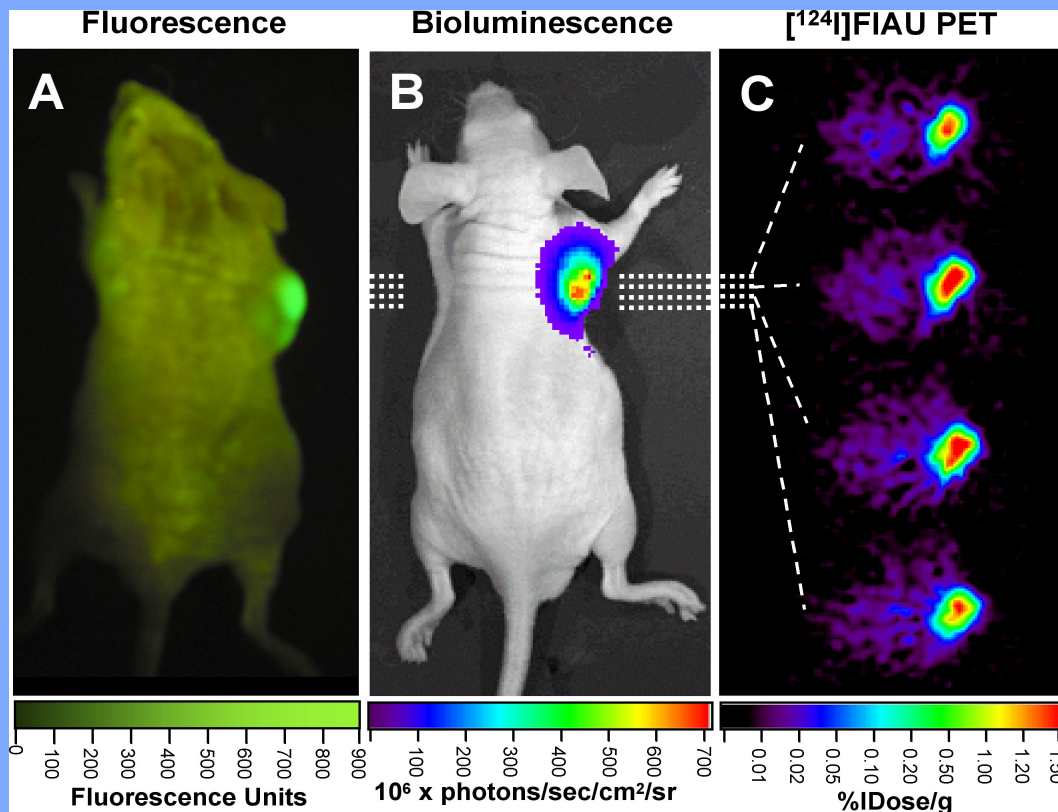 Fluorescence
Bioluminescence
[¹²⁴I]FIAU PET
A
B
C
0 100 200 300 400 500 600 700 800 900
Fluorescence Units
100 200 300 400 500 600 700
10⁶ x photons/sec/cm²/sr
0.01 0.02 0.05 0.10 0.20 0.50 1.00 1.20
%IDose/g